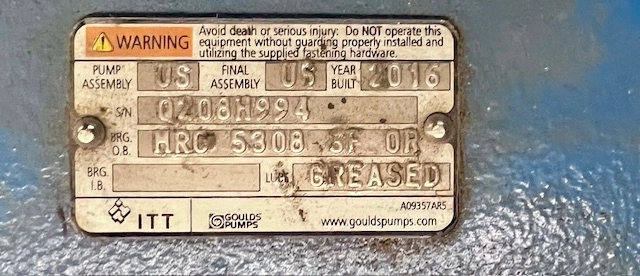 WARNING
Avoid death or serious injury: Do NOT operate this
equipment without guarding properly installed and
utilizing the supplied fastening hardware.
PUMP ASSEMBLY US FINAL ASSEMBLY US YEAR BUILT 2016
S/N Q208H994
BRG. O.B. MRC 5308 SF OR
BRG. I.B. LUBE GREASED
A09357AR5
ITT GOULDS PUMPS www.gouldspumps.com